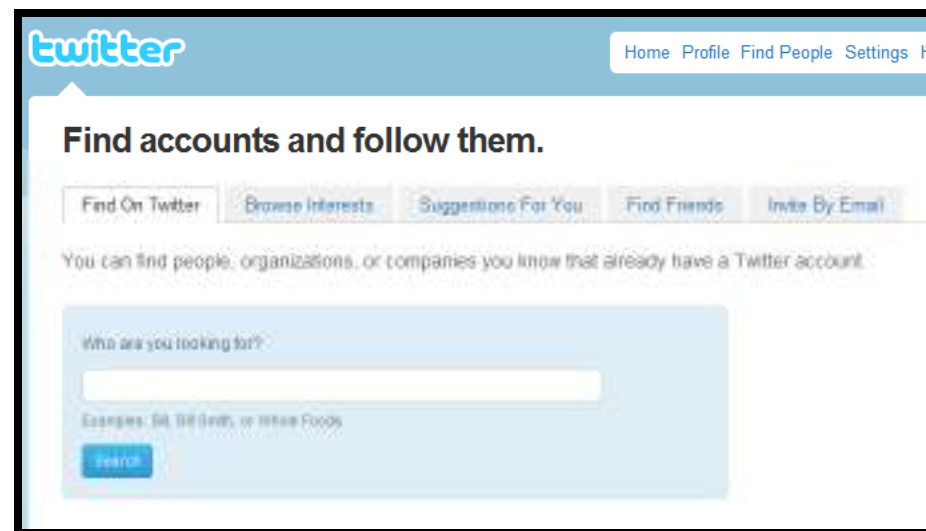 twitter
Home Profile Find People Settings H
Find accounts and follow them.
Find On Twitter Browse Interests Suggestions For You Find Friends Invite By Email
You can find people, organizations, or companies you know that already have a Twitter account.
Who are you looking for?
Examples: Bill, Bill Smith, or Whole Foods
Search